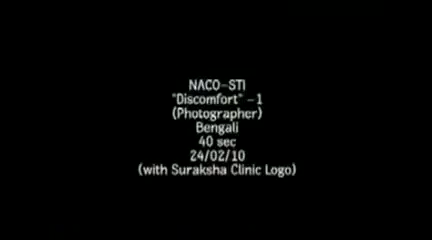 NACO-STI
"Discomfort" -1
(Photographer)
Bengali
40 sec
24/02/10
(with Suraksha Clinic Logo)